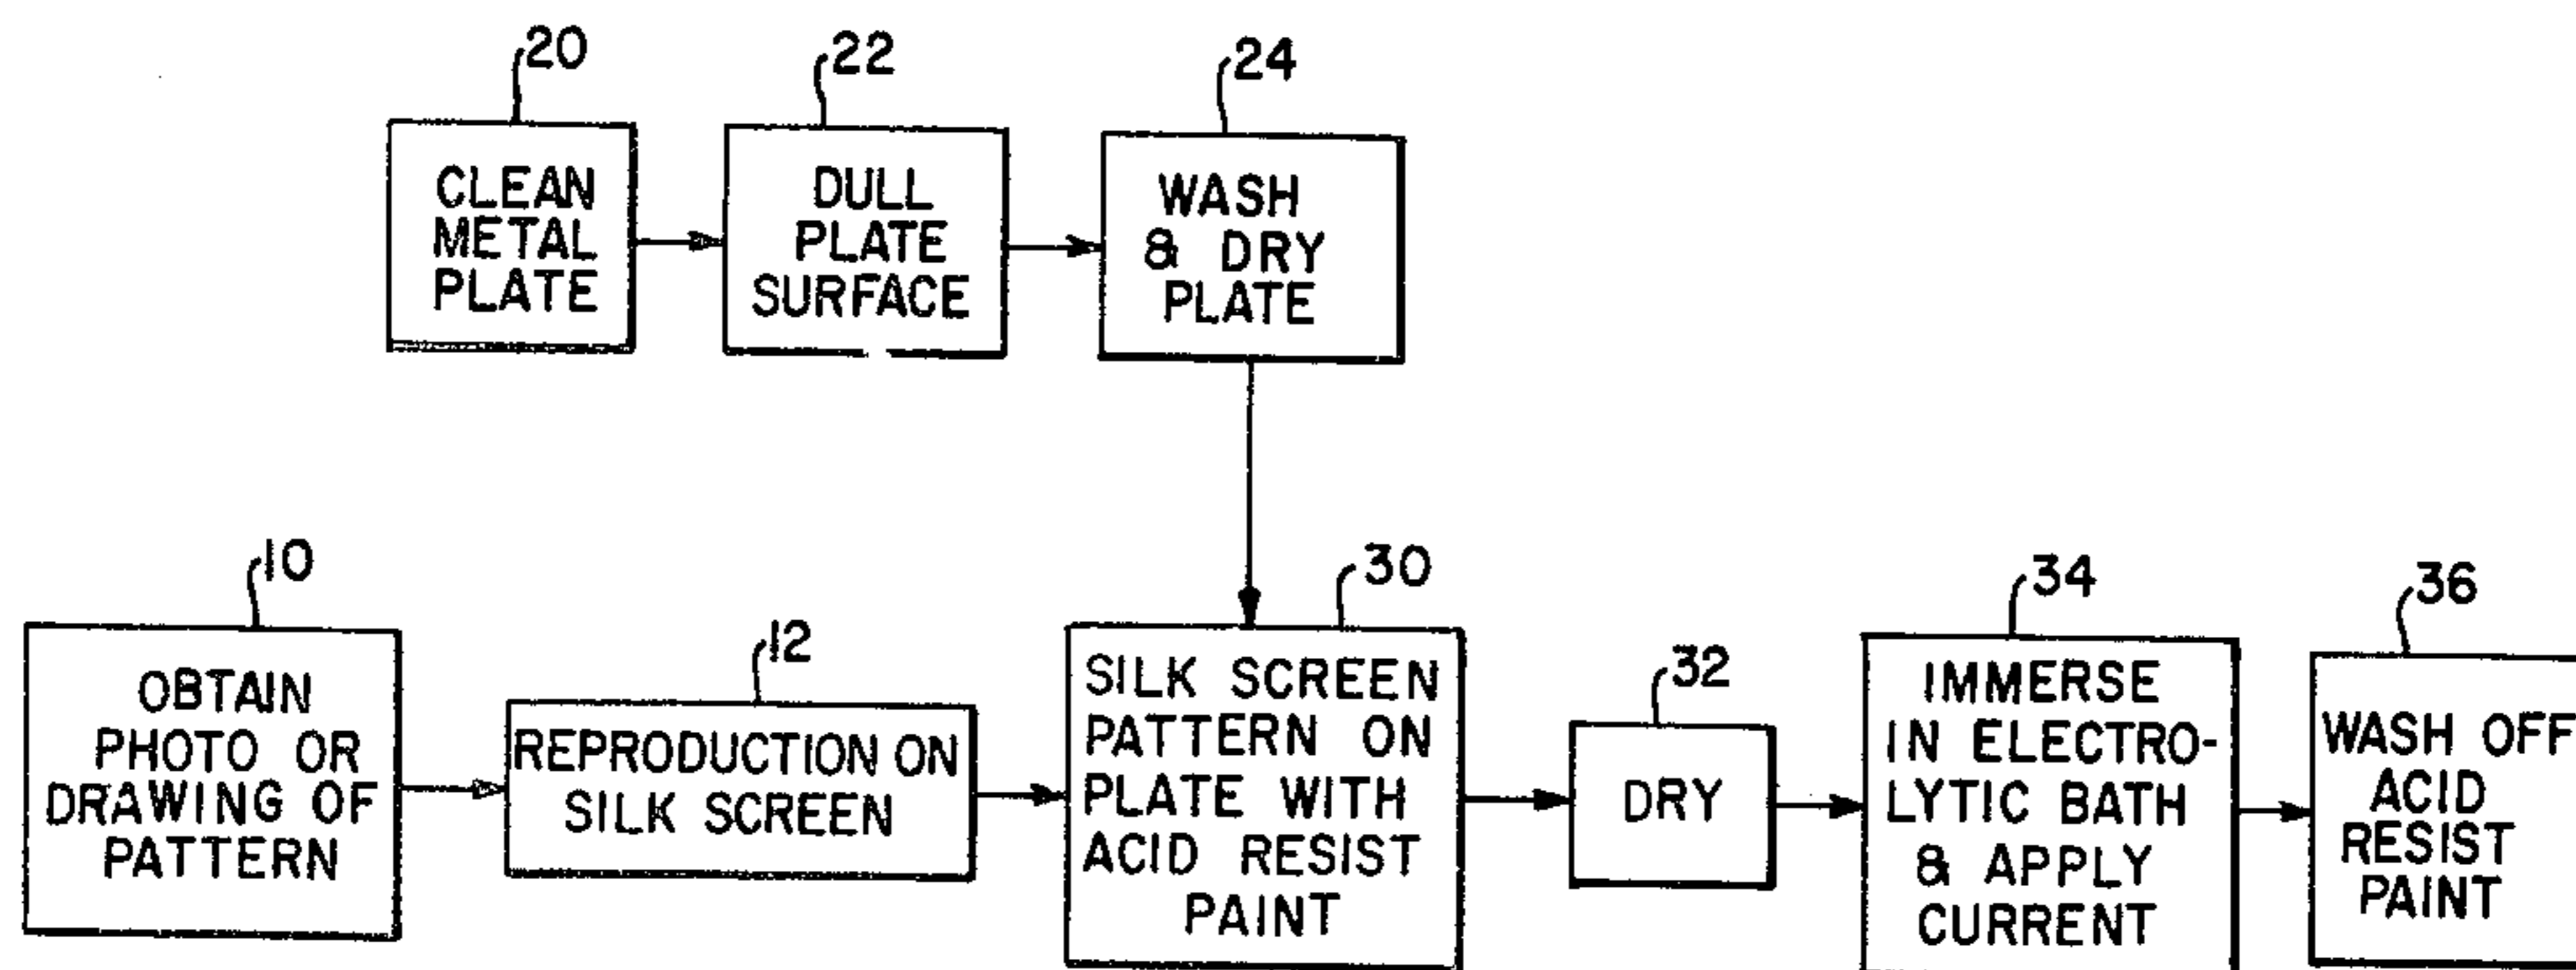 20
CLEAN
METAL
PLATE
22
DULL
PLATE
SURFACE
24
WASH
& DRY
PLATE
10
OBTAIN
PHOTO OR
DRAWING OF
PATTERN
12
REPRODUCTION ON
SILK SCREEN
30
SILK SCREEN
PATTERN ON
PLATE WITH
ACID RESIST
PAINT
32
DRY
34
IMMERSE
IN ELECTRO-
LYTIC BATH
& APPLY
CURRENT
36
WASH OFF
ACID
RESIST
PAINT